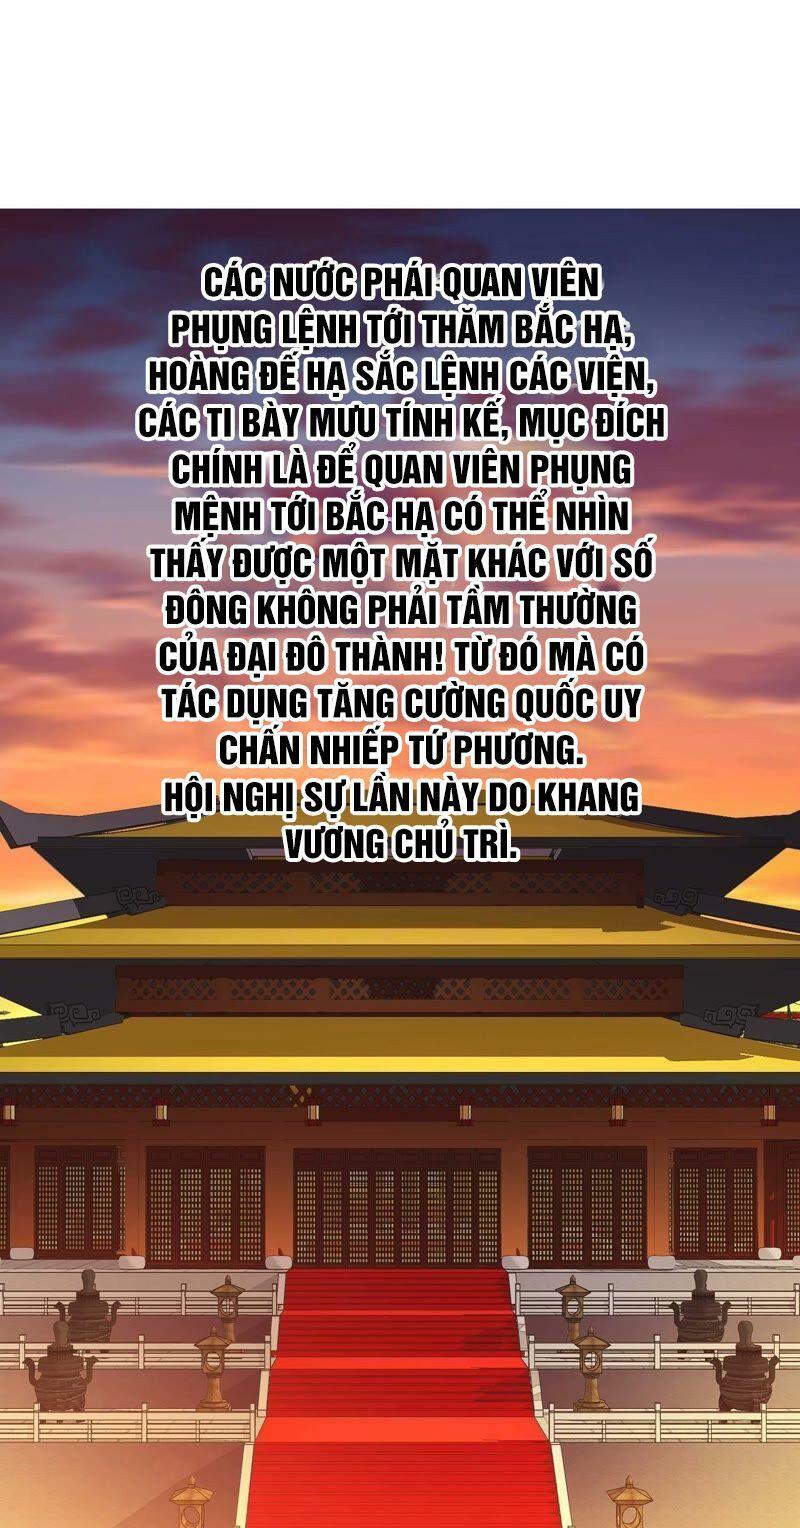 CÁC NƯỚC PHÁI QUAN VIÊN
PHỤNG LỆNH TỚI THĂM BẮC HẠ,
HOÀNG ĐẾ HẠ SẮC LỆNH CÁC VIỆN,
CÁC TI BÀY MƯU TÍNH KẾ, MỤC ĐÍCH
CHÍNH LÀ ĐỂ QUAN VIÊN PHỤNG
MỆNH TỚI BẮC HẠ CÓ THỂ NHÌN
THẤY ĐƯỢC MỘT MẶT KHÁC VỚI SỐ
ĐÔNG KHÔNG PHẢI TẦM THƯỜNG
CỦA ĐẠI ĐÔ THÀNH! TỪ ĐÓ MÀ CÓ
TÁC DỤNG TĂNG CƯỜNG QUỐC UY
CHẤN NHIẾP TỨ PHƯƠNG.
HỘI NGHỊ SỰ LẦN NÀY DO KHANG
VƯƠNG CHỦ TRÌ.